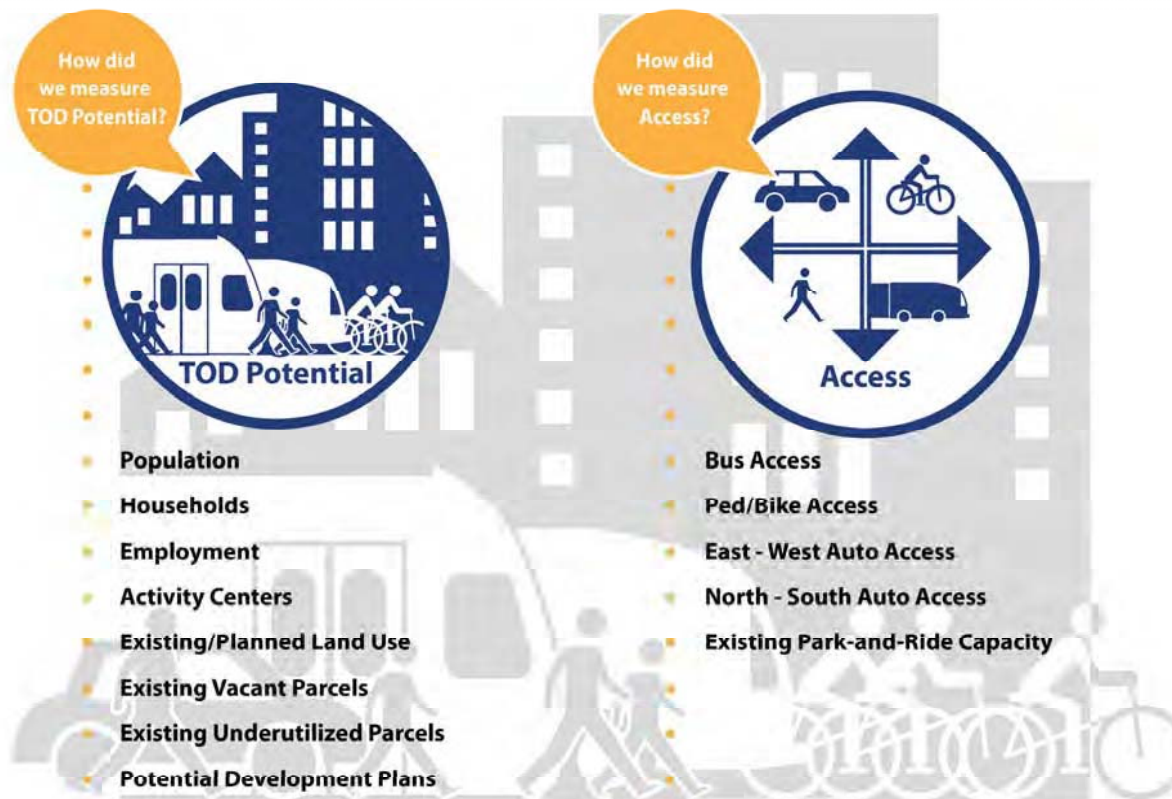 How did
we measure
TOD Potential?
TOD Potential
Population
Households
Employment
Activity Centers
Existing/Planned Land Use
Existing Vacant Parcels
Existing Underutilized Parcels
Potential Development Plans
How did
we measure
Access?
Access
Bus Access
Ped/Bike Access
East - West Auto Access
North - South Auto Access
Existing Park-and-Ride Capacity